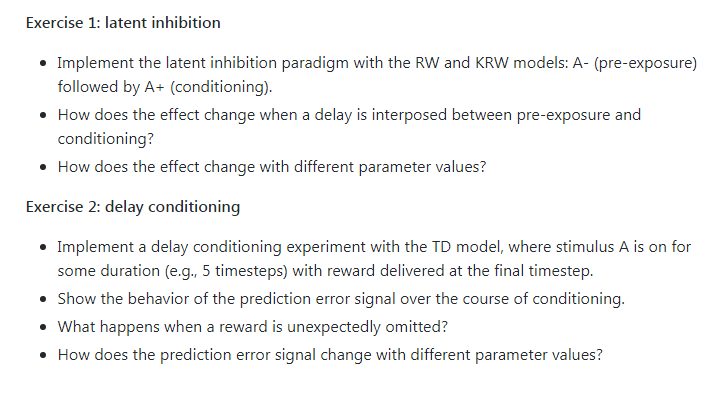 Exercise 1: latent inhibition
• Implement the latent inhibition paradigm with the RW and KRW models: A- (pre-exposure)
followed by A+ (conditioning).
• How does the effect change when a delay is interposed between pre-exposure and
conditioning?
• How does the effect change with different parameter values?
Exercise 2: delay conditioning
• Implement a delay conditioning experiment with the TD model, where stimulus A is on for
some duration (e.g., 5 timesteps) with reward delivered at the final timestep.
• Show the behavior of the prediction error signal over the course of conditioning.
• What happens when a reward is unexpectedly omitted?
• How does the prediction error signal change with different parameter values?